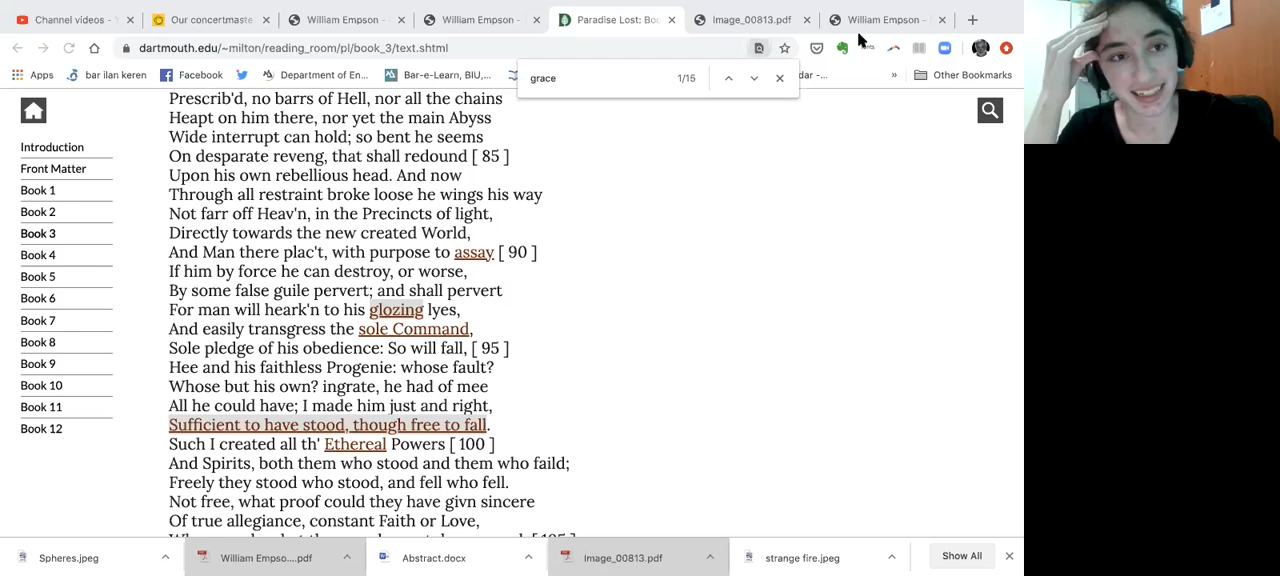 Channel videos - Y
Our concertmaste
William Empson -
William Empson -
Paradise Lost: Boo
Image_00813.pdf
William Empson -
dartmouth.edu/~milton/reading_room/pl/book_3/text.shtml
Apps
bar ilan keren
Facebook
Department of En...
Bar-e-Learn, BIU,...
dar -...
»
Other Bookmarks
grace
1/15
Introduction
Front Matter
Book 1
Book 2
Book 3
Book 4
Book 5
Book 6
Book 7
Book 8
Book 9
Book 10
Book 11
Book 12
Prescrib'd, no barrs of Hell, nor all the chains
Heapt on him there, nor yet the main Abyss
Wide interrupt can hold; so bent he seems
On desparate reveng, that shall redound [ 85 ]
Upon his own rebellious head. And now
Through all restraint broke loose he wings his way
Not farr off Heav'n, in the Precincts of light,
Directly towards the new created World,
And Man there plac't, with purpose to assay [ 90 ]
If him by force he can destroy, or worse,
By some false guile pervert; and shall pervert
For man will heark'n to his glozing lyes,
And easily transgress the sole Command,
Sole pledge of his obedience: So will fall, [ 95 ]
Hee and his faithless Progenie: whose fault?
Whose but his own? ingrate, he had of mee
All he could have; I made him just and right,
Sufficient to have stood, though free to fall.
Such I created all th' Ethereal Powers [ 100 ]
And Spirits, both them who stood and them who faild;
Freely they stood who stood, and fell who fell.
Not free, what proof could they have givn sincere
Of true allegiance, constant Faith or Love,
Spheres.jpeg
William Empso....pdf
Abstract.docx
Image_00813.pdf
strange fire.jpeg
Show All